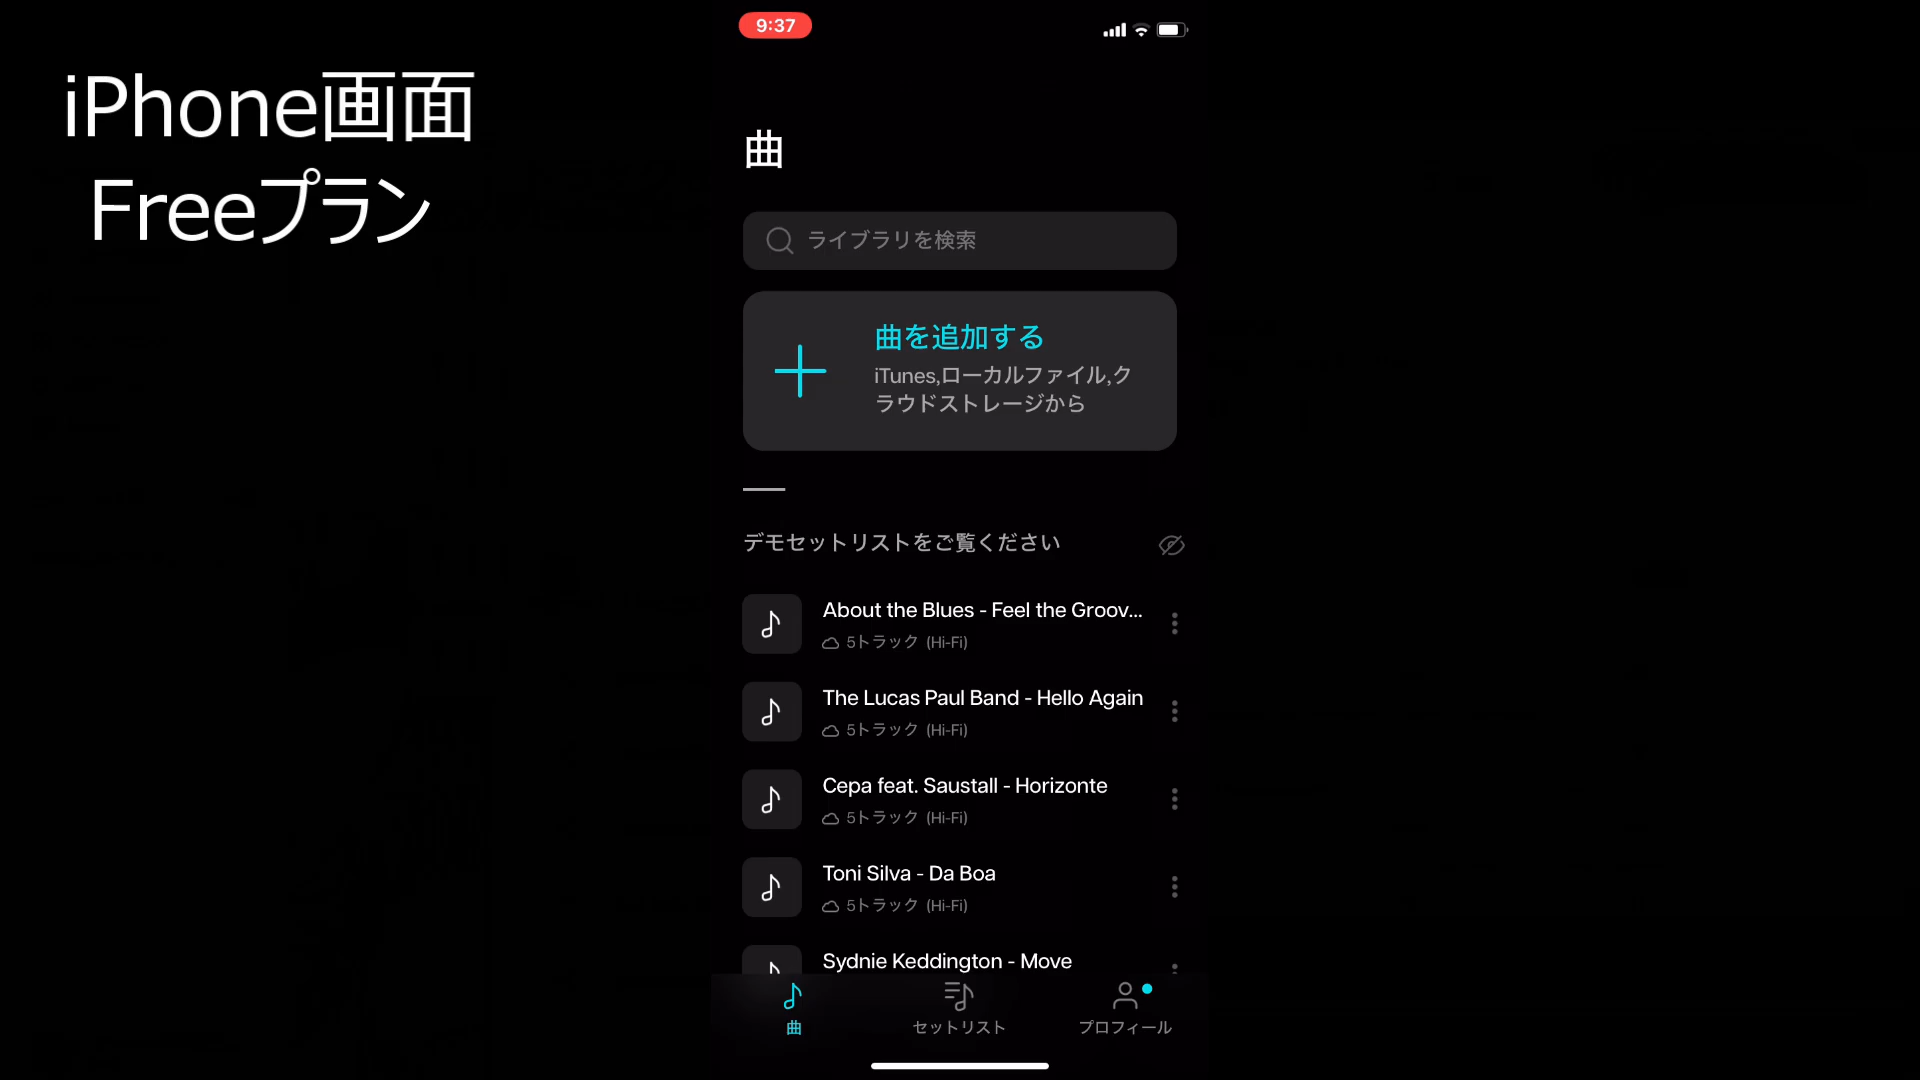 iPhone画面
Freeプラン
9:37
曲
ライブラリを検索
曲を追加する
iTunes,ローカルファイル,ク
ラウドストレージから
デモセットリストをご覧ください
About the Blues - Feel the Groov...
5トラック (Hi-Fi)
The Lucas Paul Band - Hello Again
5トラック (Hi-Fi)
Cepa feat. Saustall - Horizonte
5トラック (Hi-Fi)
Toni Silva - Da Boa
5トラック (Hi-Fi)
Sydnie Keddington - Move
曲
セットリスト
プロフィール